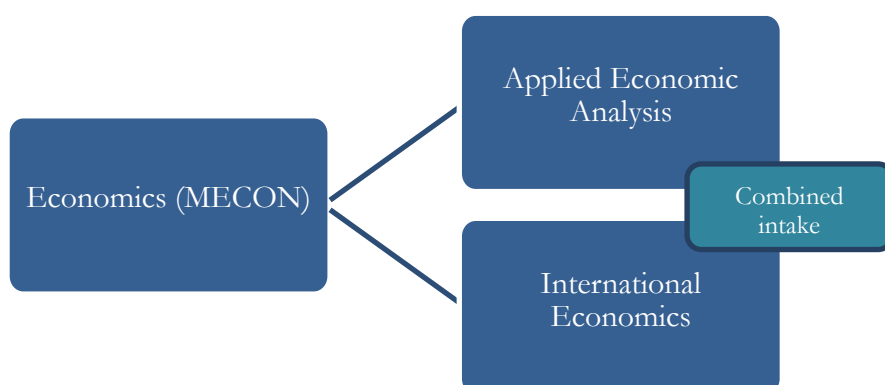 Applied Economic
Analysis
Economics (MECON)
Combined
intake
International
Economics